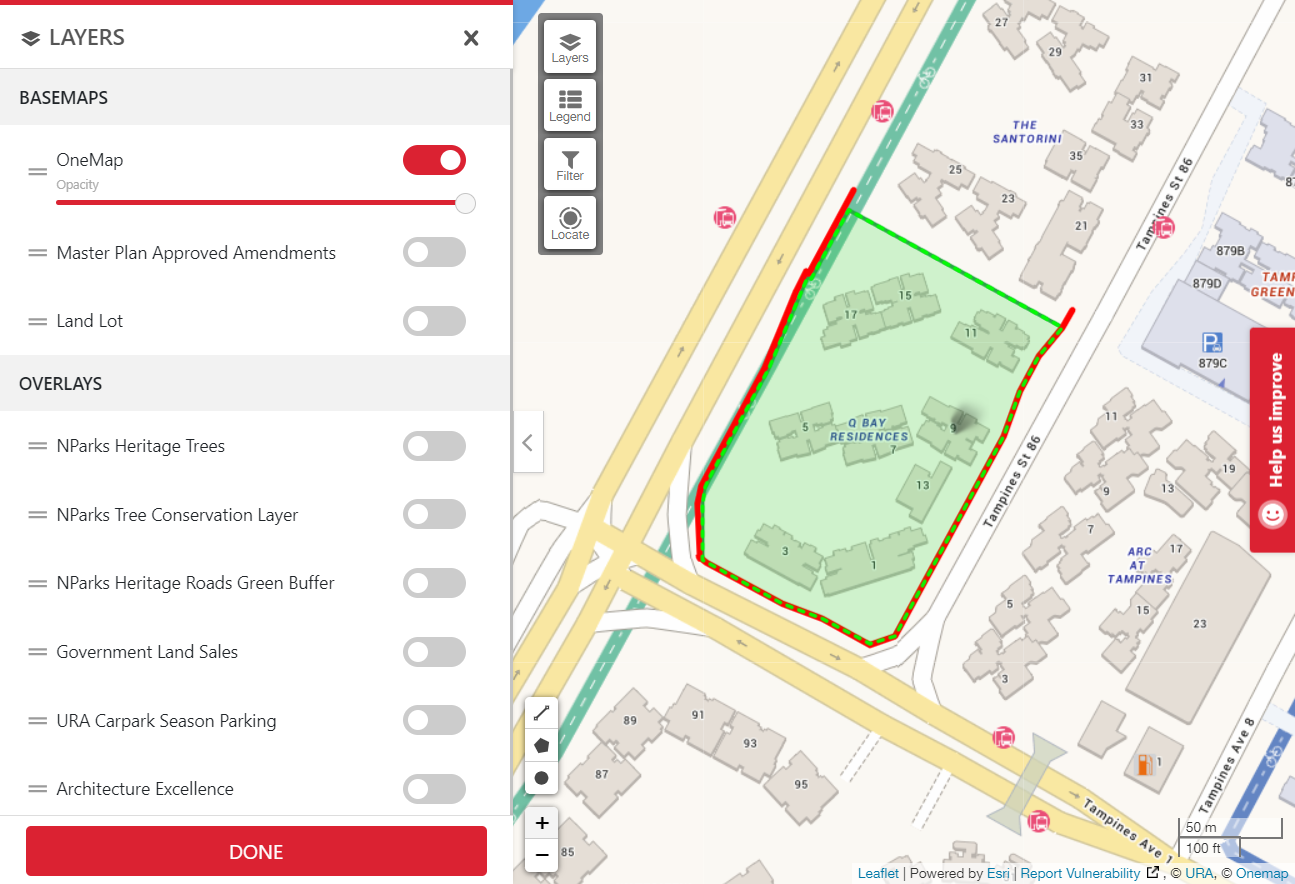 LAYERS
BASEMAPS
OneMap
Opacity
Master Plan Approved Amendments
Land Lot
OVERLAYS
NParks Heritage Trees
NParks Tree Conservation Layer
NParks Heritage Roads Green Buffer
Government Land Sales
URA Carpark Season Parking
Architecture Excellence
DONE
Layers
Legend
Filter
Locate
27
29
31
33
35
THE
SANTORINI
25
23
21
Tampines St 86
87
879B
879D
TAMP
GREEN
P
879C
15
17
11
5
Q BAY
RESIDENCES
7
9
13
3
1
Tampines St 86
11
19
13
9
7
17
ARC
AT
TAMPINES
5
15
23
3
89
91
93
87
95
85
1
Tampines Ave 8
Tampines Ave 1
Help us improve
+
−
50 m
100 ft
Leaflet | Powered by Esri | Report Vulnerability , © URA, © Onemap